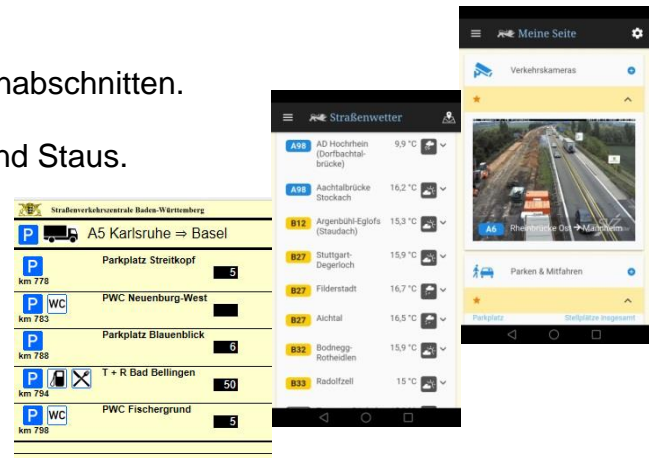 nabschnitten.
nd Staus.
Straßenverkehrszentrale Baden-Württemberg
P A5 Karlsruhe ⇒ Basel
P Parkplatz Streitkopf 5
km 778
P WC PWC Neuenburg-West
km 783
P Parkplatz Blauenblick 6
km 788
P T + R Bad Bellingen 50
km 794
P WC PWC Fischergrund 5
km 798
Straßenwetter
A98 AD Hochrhein 9,9 °C
(Dorfbachtal-
brücke)
A98 Aachtalbrücke 16,2 °C
Stockach
B12 Argenbühl-Eglofs 15,3 °C
(Staudach)
B27 Stuttgart- 15,9 °C
Degerloch
B27 Filderstadt 16,7 °C
B27 Aichtal 16,5 °C
B32 Bodnegg- 15,9 °C
Rotheidlen
B33 Radolfzell 15 °C
Meine Seite
Verkehrskameras
A6 Rheinbrücke Ost → Mannheim
Parken & Mitfahren
Parkplatz Stellplätze insgesamt